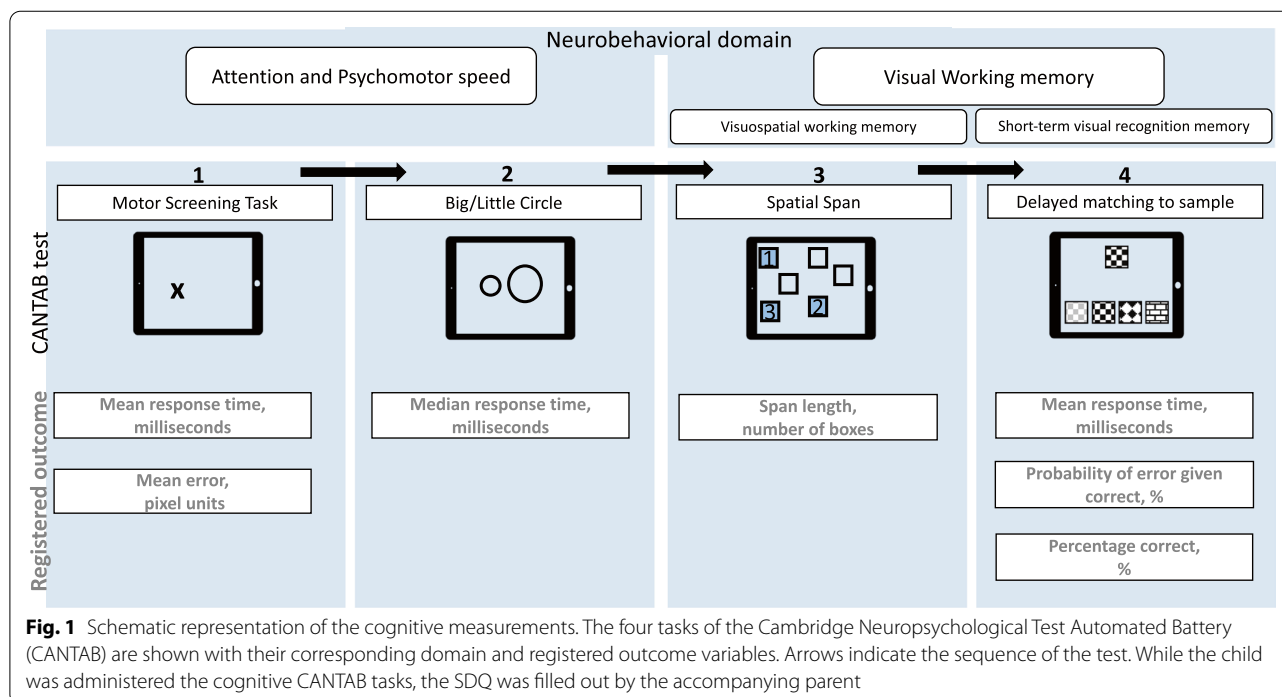 Neurobehavioral domain
Attention and Psychomotor speed
Visual Working memory
Visuospatial working memory
Short-term visual recognition memory
CANTAB test
1
Motor Screening Task
x
2
Big/Little Circle
3
Spatial Span
1
3
2
4
Delayed matching to sample
Registered outcome
Mean response time,
milliseconds
Mean error,
pixel units
Median response time,
milliseconds
Span length,
number of boxes
Mean response time,
milliseconds
Probability of error given
correct, %
Percentage correct,
%
Fig. 1 Schematic representation of the cognitive measurements. The four tasks of the Cambridge Neuropsychological Test Automated Battery
(CANTAB) are shown with their corresponding domain and registered outcome variables. Arrows indicate the sequence of the test. While the child
was administered the cognitive CANTAB tasks, the SDQ was filled out by the accompanying parent